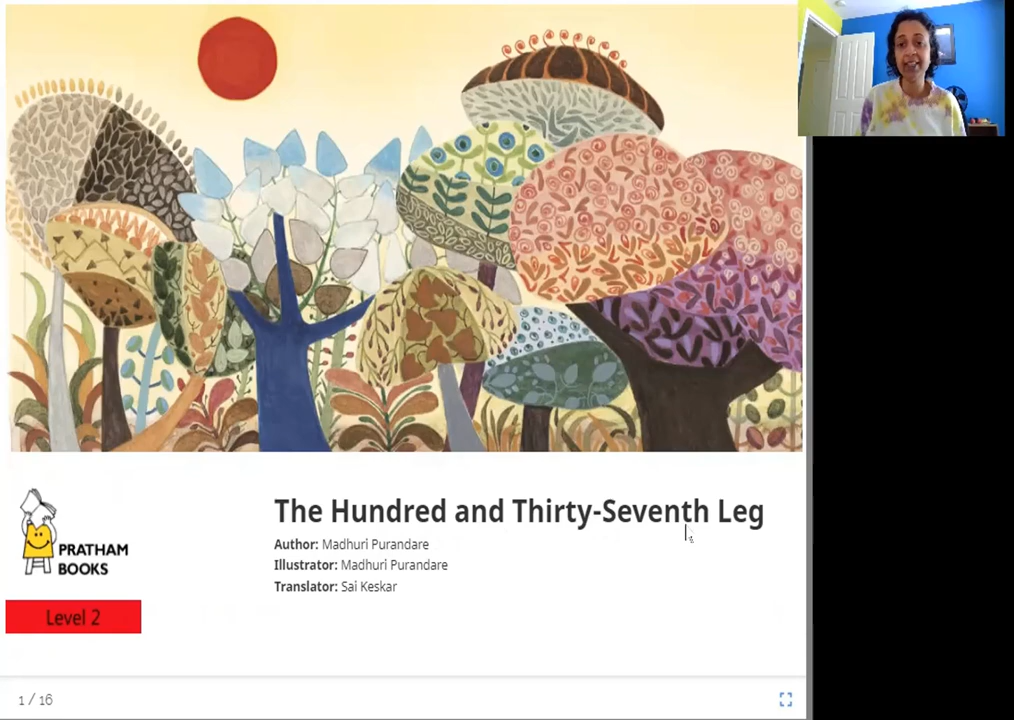 The Hundred and Thirty-Seventh Leg
Author: Madhuri Purandare
Illustrator: Madhuri Purandare
Translator: Sai Keskar
PRATHAM
BOOKS
Level 2
1 / 16